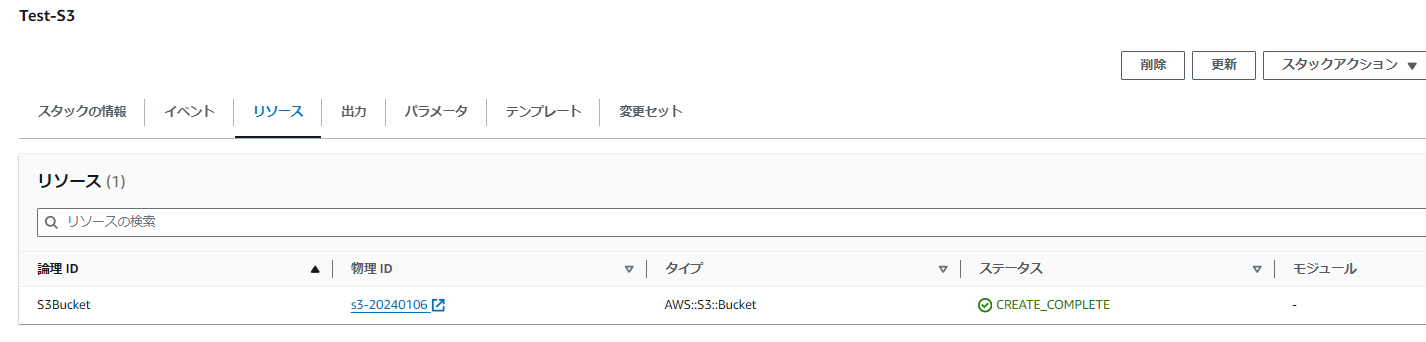 Test-S3
削除 更新 スタックアクション
スタックの情報 イベント リソース 出力 パラメータ テンプレート 変更セット
リソース (1)
リソースの検索
論理 ID 物理 ID タイプ ステータス モジュール
S3Bucket s3-20240106 AWS::S3::Bucket CREATE_COMPLETE -